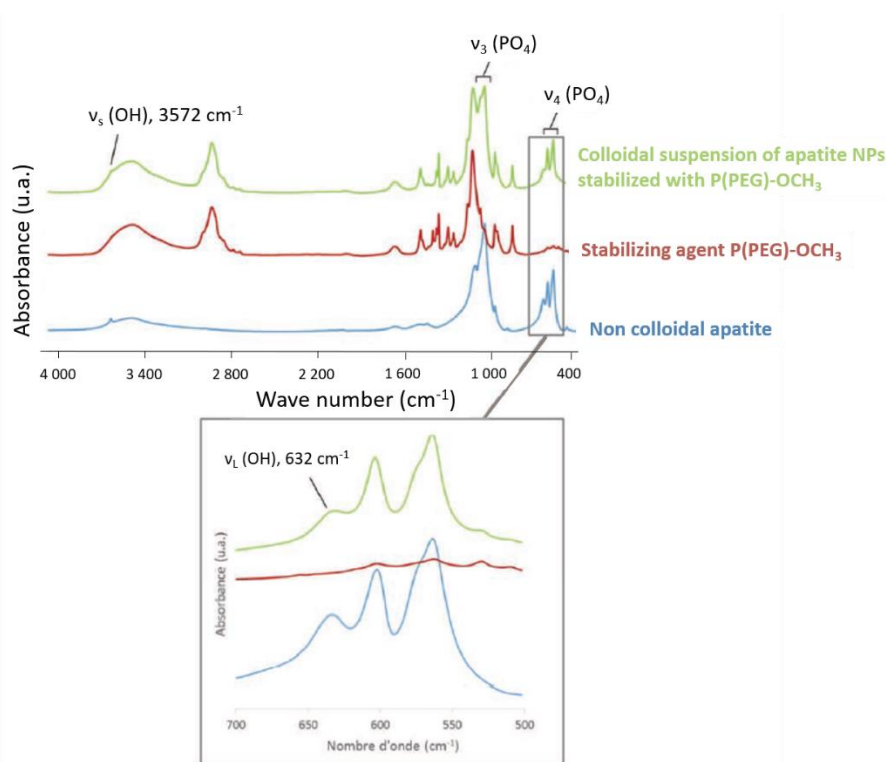 ν₃ (PO₄)
ν₄ (PO₄)
νₛ (OH), 3572 cm⁻¹
Colloidal suspension of apatite NPs
stabilized with P(PEG)-OCH₃
Stabilizing agent P(PEG)-OCH₃
Non colloidal apatite
Absorbance (u.a.)
4 000 3 400 2 800 2 200 1 600 1 000 400
Wave number (cm⁻¹)
ν_L (OH), 632 cm⁻¹
Absorbance (u.a.)
700 650 600 550 500
Nombre d'onde (cm⁻¹)